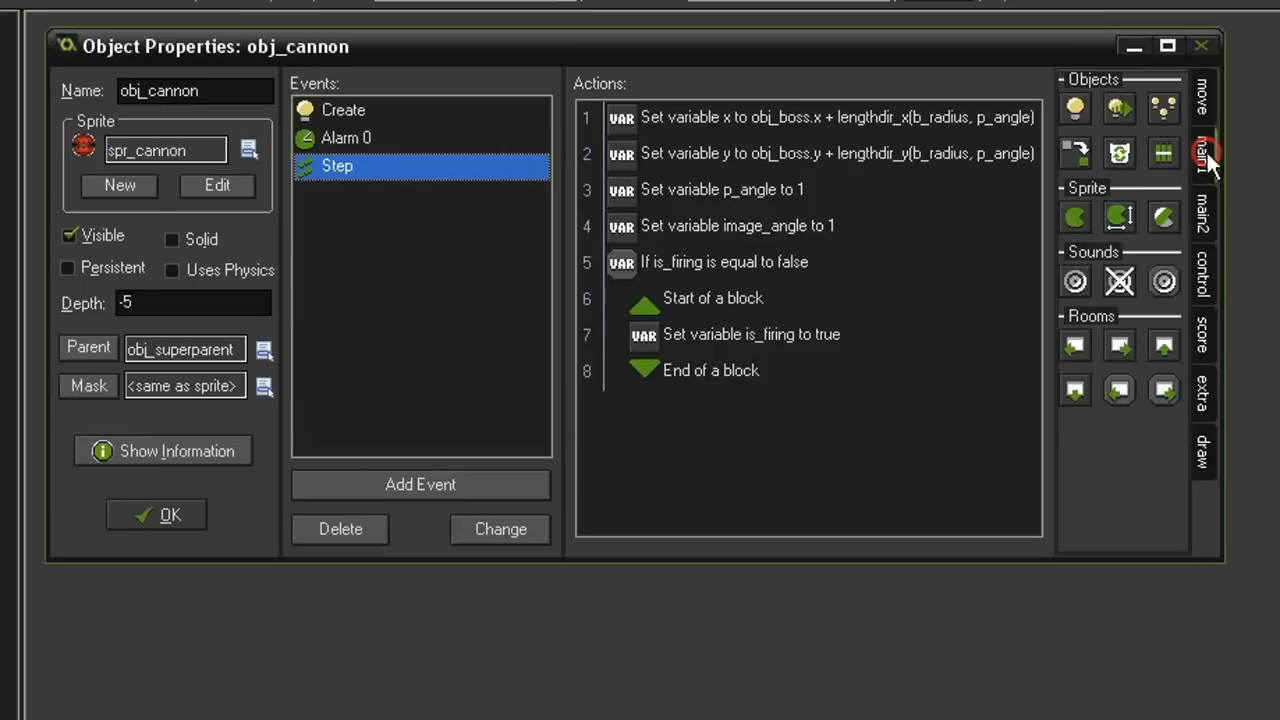 Object Properties: obj_cannon
Name: obj_cannon
Sprite
spr_cannon
New Edit
Visible Solid
Persistent Uses Physics
Depth: -5
Parent obj_superparent
Mask <same as sprite>
Show Information
OK
Events:
Create
Alarm 0
Step
Add Event
Delete Change
Actions:
1 VAR Set variable x to obj_boss.x + lengthdir_x(b_radius, p_angle)
2 VAR Set variable y to obj_boss.y + lengthdir_y(b_radius, p_angle)
3 VAR Set variable p_angle to 1
4 VAR Set variable image_angle to 1
5 VAR If is_firing is equal to false
6 Start of a block
7 VAR Set variable is_firing to true
8 End of a block
Objects
Sprite
Sounds
Rooms
move
main1
main2
control
score
extra
draw